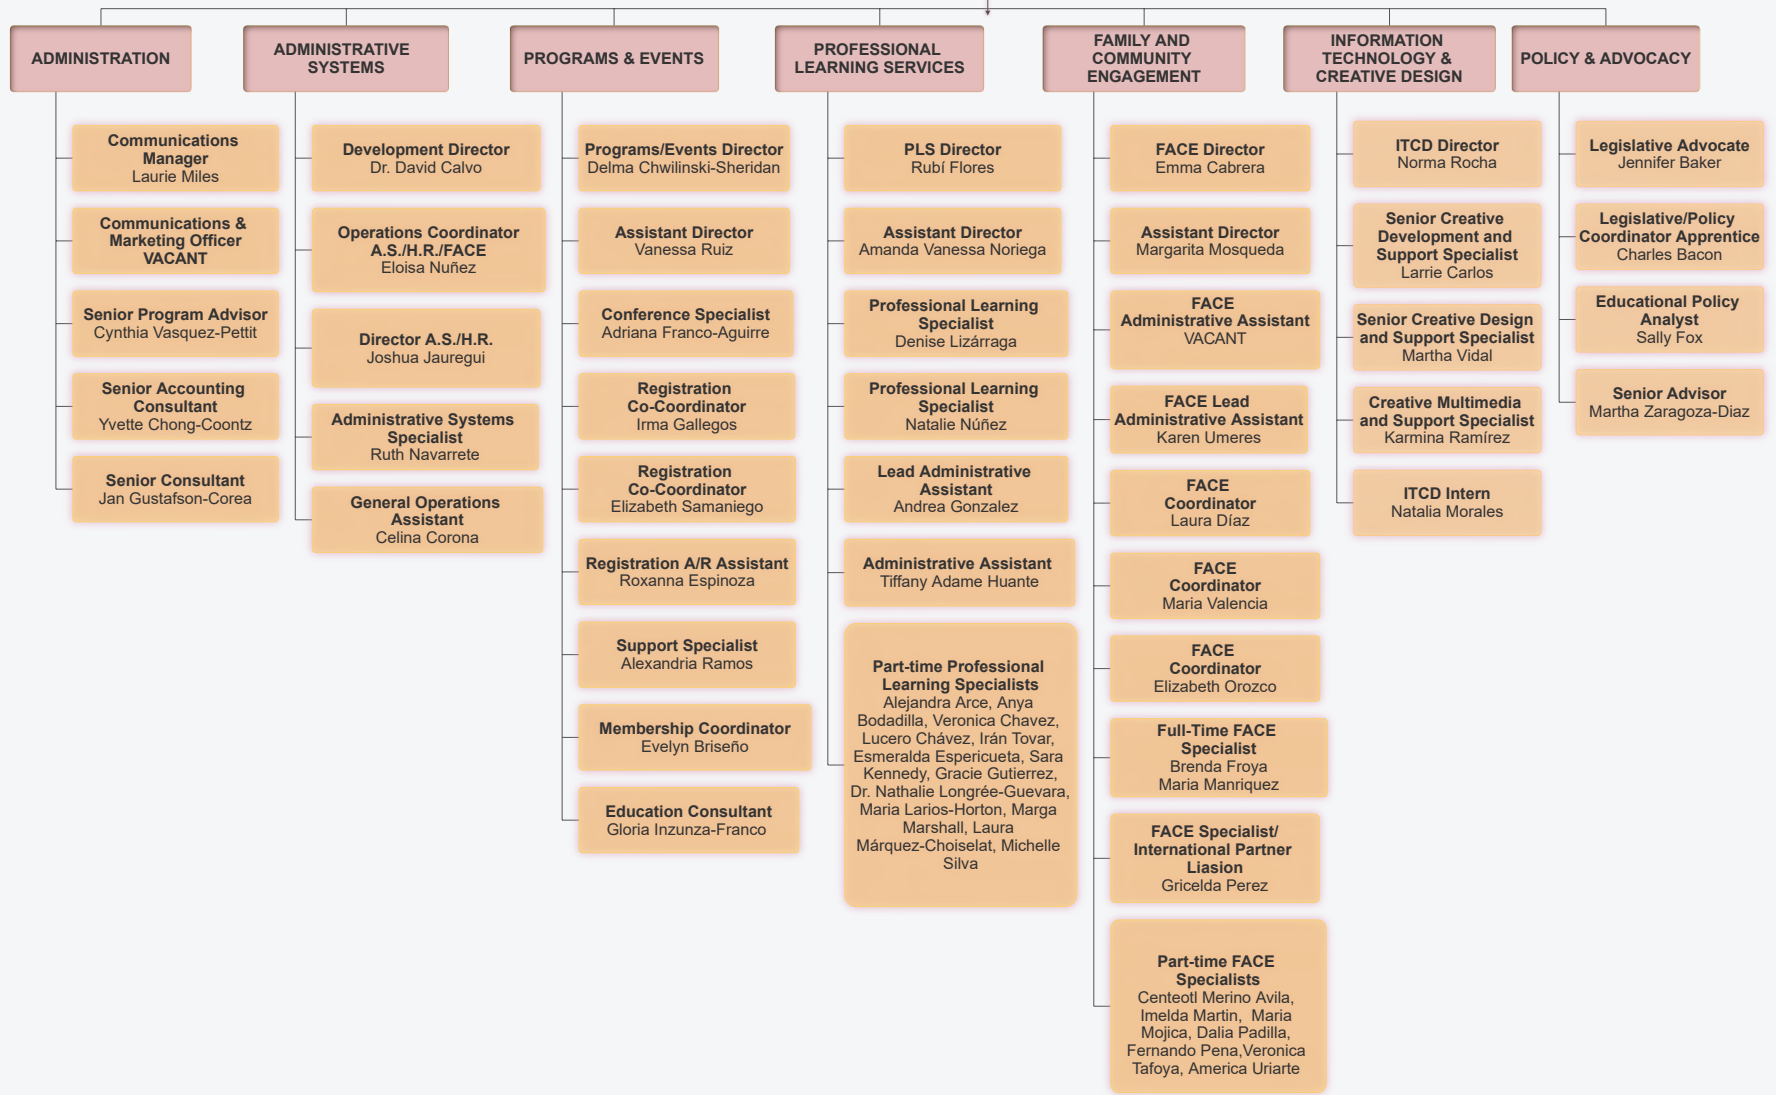 ADMINISTRATION
Communications
Manager
Laurie Miles
Communications &
Marketing Officer
VACANT
Senior Program Advisor
Cynthia Vasquez-Pettit
Senior Accounting
Consultant
Yvette Chong-Coontz
Senior Consultant
Jan Gustafson-Corea
ADMINISTRATIVE
SYSTEMS
Development Director
Dr. David Calvo
Operations Coordinator
A.S./H.R./FACE
Eloisa Nuñez
Director A.S./H.R.
Joshua Jauregui
Administrative Systems
Specialist
Ruth Navarrete
General Operations
Assistant
Celina Corona
PROGRAMS & EVENTS
Programs/Events Director
Delma Chwilinski-Sheridan
Assistant Director
Vanessa Ruiz
Conference Specialist
Adriana Franco-Aguirre
Registration
Co-Coordinator
Irma Gallegos
Registration
Co-Coordinator
Elizabeth Samaniego
Registration A/R Assistant
Roxanna Espinoza
Support Specialist
Alexandria Ramos
Membership Coordinator
Evelyn Briseño
Education Consultant
Gloria Inzunza-Franco
PROFESSIONAL
LEARNING SERVICES
PLS Director
Rubí Flores
Assistant Director
Amanda Vanessa Noriega
Professional Learning
Specialist
Denise Lizárraga
Professional Learning
Specialist
Natalie Núñez
Lead Administrative
Assistant
Andrea Gonzalez
Administrative Assistant
Tiffany Adame Huante
Part-time Professional
Learning Specialists
Alejandra Arce, Anya
Bodadilla, Veronica Chavez,
Lucero Chávez, Irán Tovar,
Esmeralda Espericueta, Sara
Kennedy, Gracie Gutierrez,
Dr. Nathalie Longrée-Guevara,
Maria Larios-Horton, Marga
Marshall, Laura
Márquez-Choiselat, Michelle
Silva
FAMILY AND
COMMUNITY
ENGAGEMENT
FACE Director
Emma Cabrera
Assistant Director
Margarita Mosqueda
FACE
Administrative Assistant
VACANT
FACE Lead
Administrative Assistant
Karen Umeres
FACE
Coordinator
Laura Díaz
FACE
Coordinator
Maria Valencia
FACE
Coordinator
Elizabeth Orozco
Full-Time FACE
Specialist
Brenda Froya
Maria Manriquez
FACE Specialist/
International Partner
Liasion
Gricelda Perez
Part-time FACE
Specialists
Centeotl Merino Avila,
Imelda Martin, Maria
Mojica, Dalia Padilla,
Fernando Pena,Veronica
Tafoya, America Uriarte
INFORMATION
TECHNOLOGY &
CREATIVE DESIGN
ITCD Director
Norma Rocha
Senior Creative
Development and
Support Specialist
Larrie Carlos
Senior Creative Design
and Support Specialist
Martha Vidal
Creative Multimedia
and Support Specialist
Karmina Ramírez
ITCD Intern
Natalia Morales
POLICY & ADVOCACY
Legislative Advocate
Jennifer Baker
Legislative/Policy
Coordinator Apprentice
Charles Bacon
Educational Policy
Analyst
Sally Fox
Senior Advisor
Martha Zaragoza-Diaz